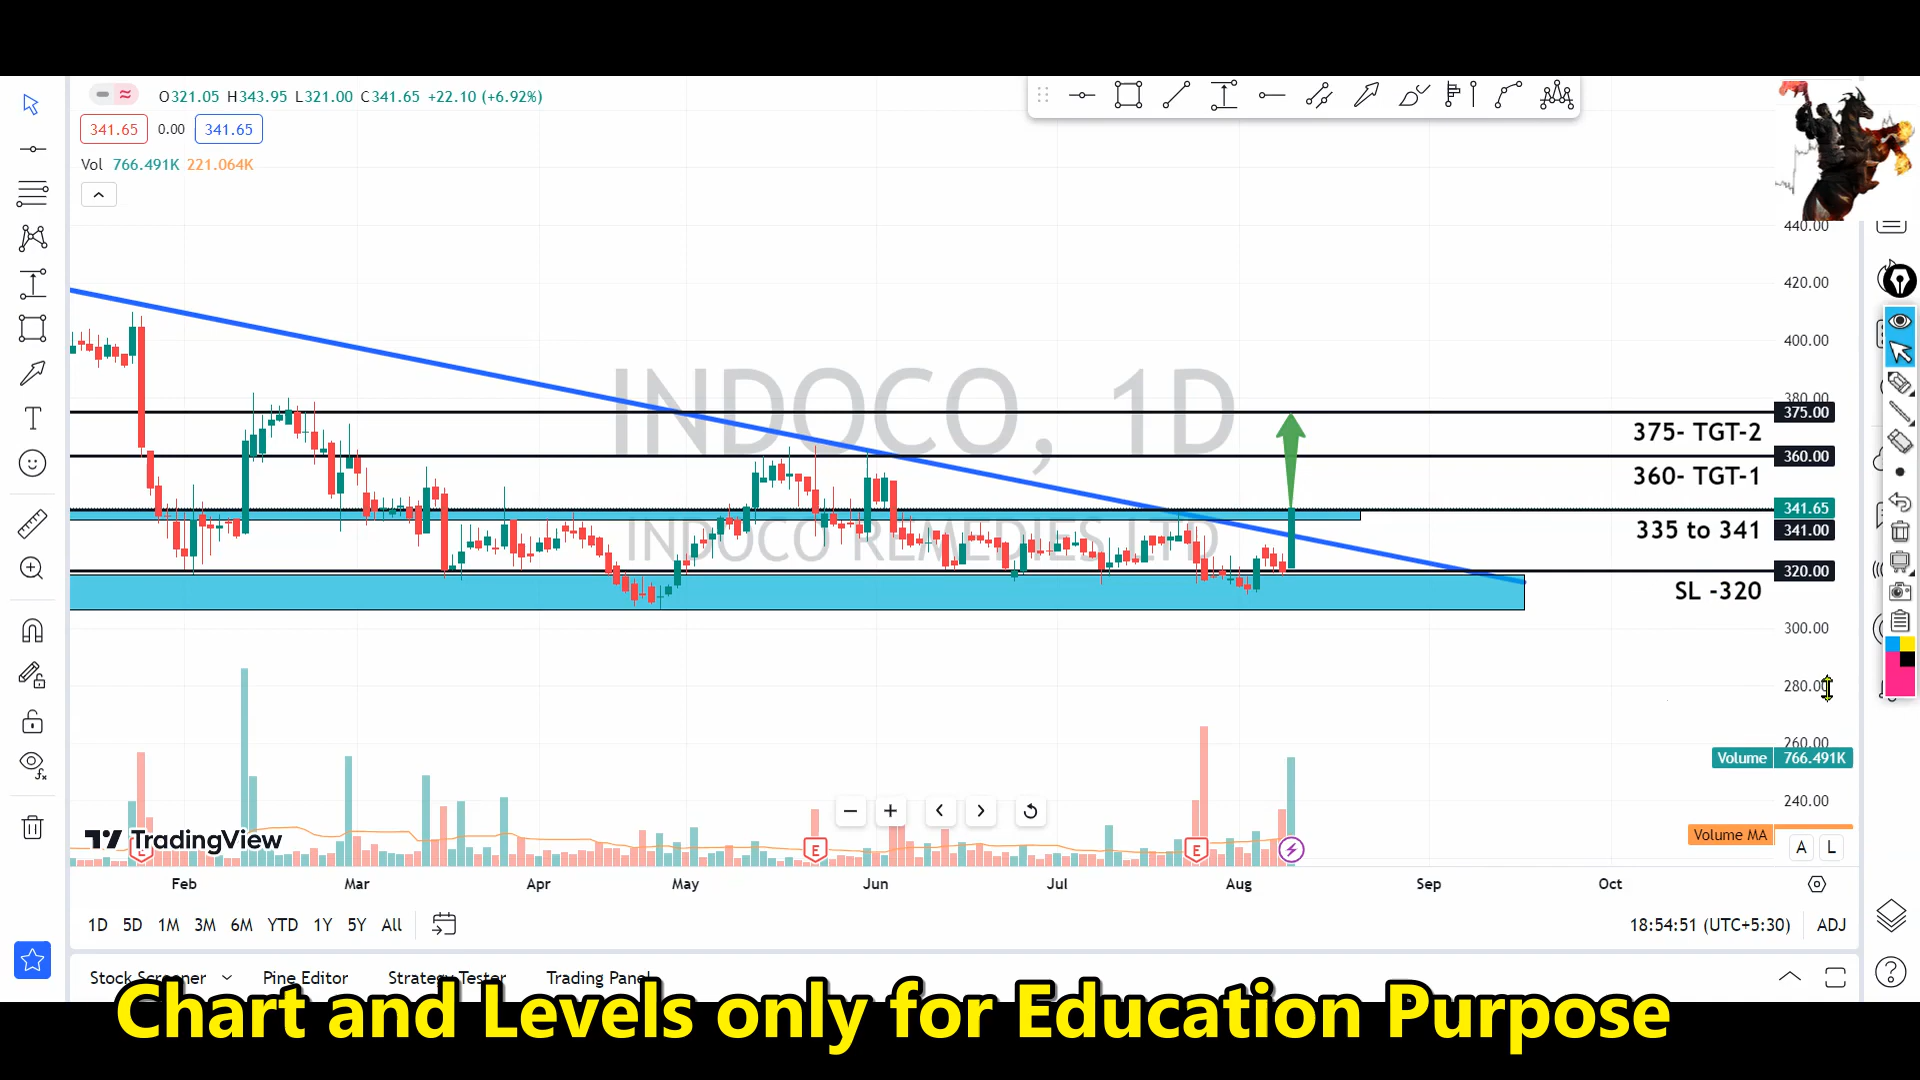 O321.05 H343.95 L321.00 C341.65 +22.10 (+6.92%)
341.65 0.00 341.65
Vol 766.491K 221.064K
INDOCO, 1D
INDOCO REMEDIES LTD
440.00
420.00
400.00
380.00
375.00
375- TGT-2
360.00
360- TGT-1
341.65
335 to 341
341.00
320.00
SL -320
300.00
280.00
260.00
Volume 766.491K
240.00
Volume MA
A L
TradingView
E E E
Feb Mar Apr May Jun Jul Aug Sep Oct
1D 5D 1M 3M 6M YTD 1Y 5Y All
18:54:51 (UTC+5:30) ADJ
Stock Screener Pine Editor Strategy Tester Trading Panel
Chart and Levels only for Education Purpose